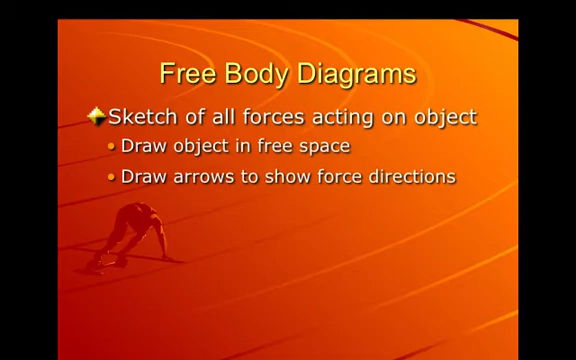 Free Body Diagrams
Sketch of all forces acting on object
Draw object in free space
Draw arrows to show force directions